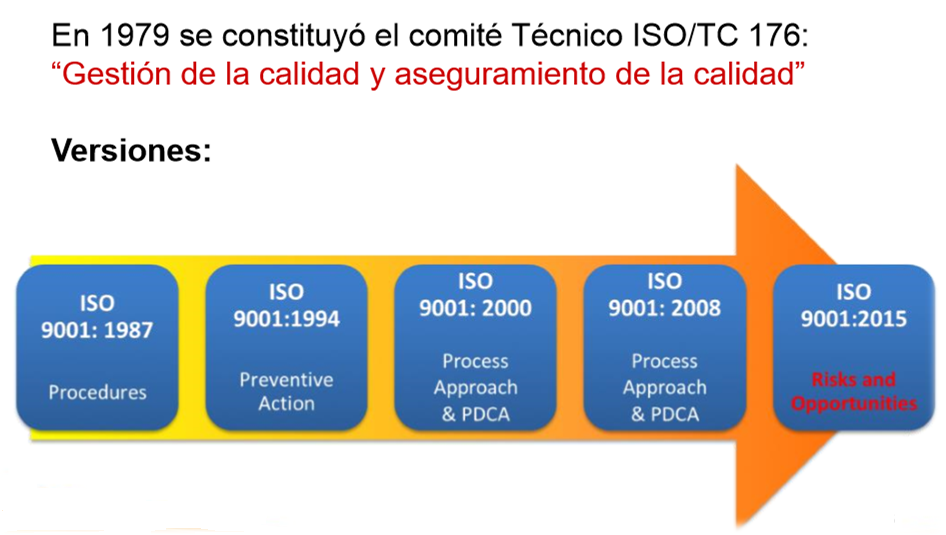 En 1979 se constituyó el comité Técnico ISO/TC 176:
“Gestión de la calidad y aseguramiento de la calidad”
Versiones:
ISO
9001: 1987
Procedures
ISO
9001:1994
Preventive
Action
ISO
9001: 2000
Process
Approach
& PDCA
ISO
9001: 2008
Process
Approach
& PDCA
ISO
9001:2015
Risks and
Opportunities